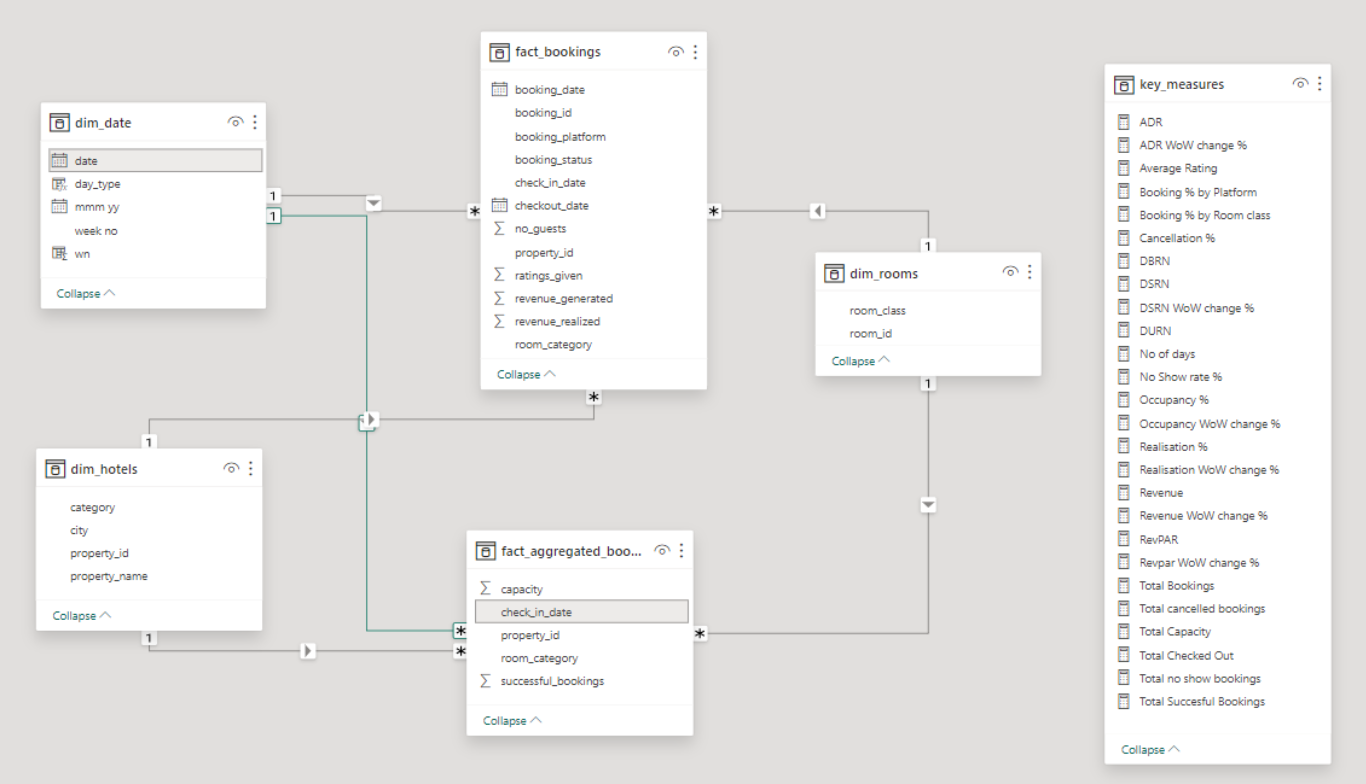 fact_bookings
booking_date
booking_id
booking_platform
booking_status
check_in_date
checkout_date
no_guests
property_id
ratings_given
revenue_generated
revenue_realized
room_category
Collapse
key_measures
ADR
ADR WoW change %
Average Rating
Booking % by Platform
Booking % by Room class
Cancellation %
DBRN
DSRN
DSRN WoW change %
DURN
No of days
No Show rate %
Occupancy %
Occupancy WoW change %
Realisation %
Realisation WoW change %
Revenue
Revenue WoW change %
RevPAR
Revpar WoW change %
Total Bookings
Total cancelled bookings
Total Capacity
Total Checked Out
Total no show bookings
Total Succesful Bookings
Collapse
dim_date
date
day_type
mmm yy
week no
wn
Collapse
1
1
*
*
1
dim_rooms
room_class
room_id
Collapse
1
*
1
dim_hotels
category
city
property_id
property_name
Collapse
1
fact_aggregated_boo...
capacity
check_in_date
property_id
room_category
successful_bookings
Collapse
*
*
*